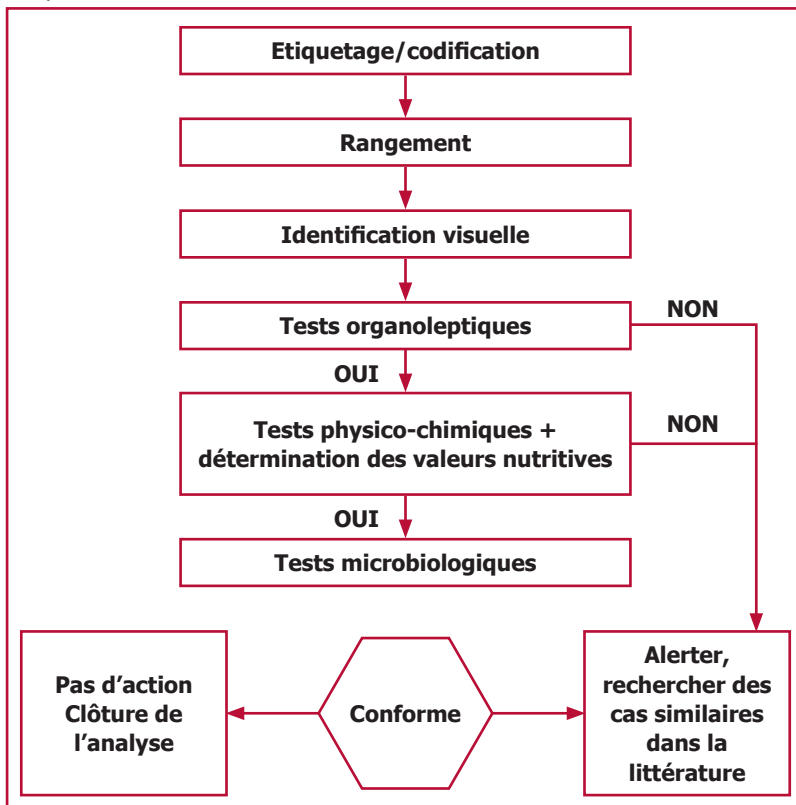 Etiquetage/codification
Rangement
Identification visuelle
Tests organoleptiques
NON
OUI
Tests physico-chimiques +
détermination des valeurs nutritives
NON
OUI
Tests microbiologiques
Pas d’action
Clôture de
l’analyse
Conforme
Alerter,
rechercher des
cas similaires
dans la
littérature